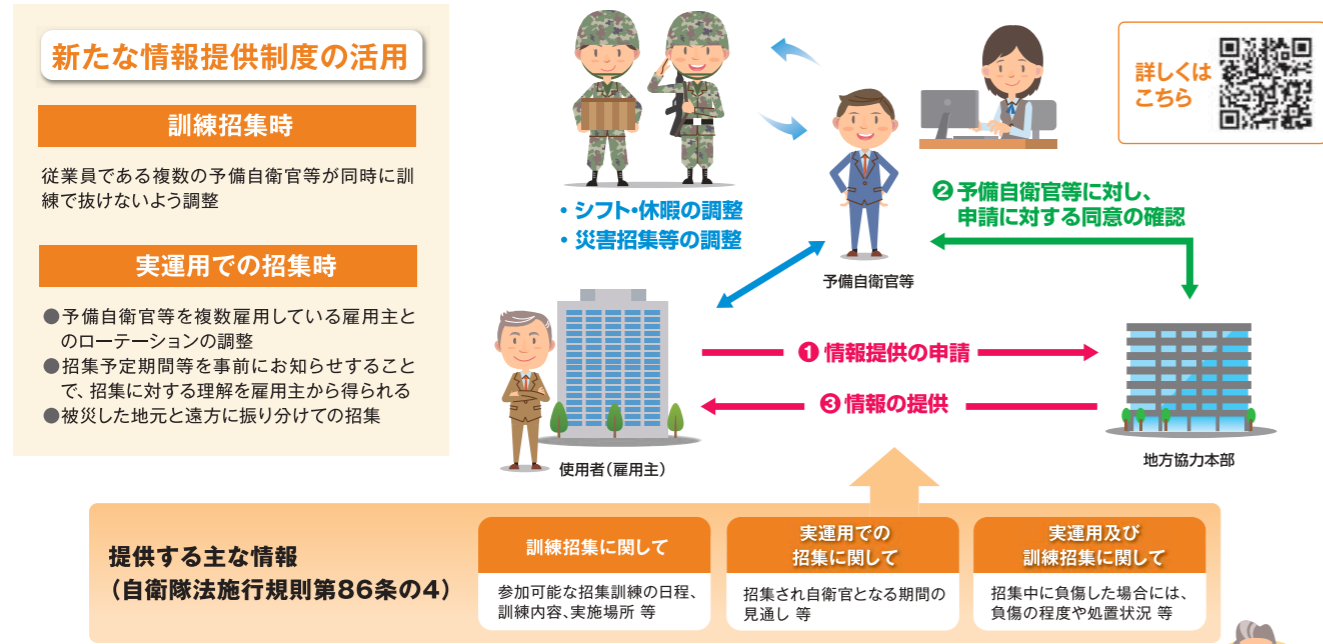 新たな情報提供制度の活用
訓練招集時
従業員である複数の予備自衛官等が同時に訓
練で抜けないよう調整
実運用での招集時
●予備自衛官等を複数雇用している雇用主と
のローテーションの調整
●招集予定期間等を事前にお知らせすること
で、招集に対する理解を雇用主から得られる
●被災した地元と遠方に振り分けての招集
詳しくは
こちら
・シフト・休暇の調整
・災害招集等の調整
予備自衛官等
❷予備自衛官等に対し、
申請に対する同意の確認
❶情報提供の申請
❸情報の提供
使用者(雇用主)
地方協力本部
提供する主な情報
(自衛隊法施行規則第86条の4)
訓練招集に関して
参加可能な招集訓練の日程、
訓練内容、実施場所 等
実運用での
招集に関して
招集され自衛官となる期間の
見通し 等
実運用及び
訓練招集に関して
招集中に負傷した場合には、
負傷の程度や処置状況 等